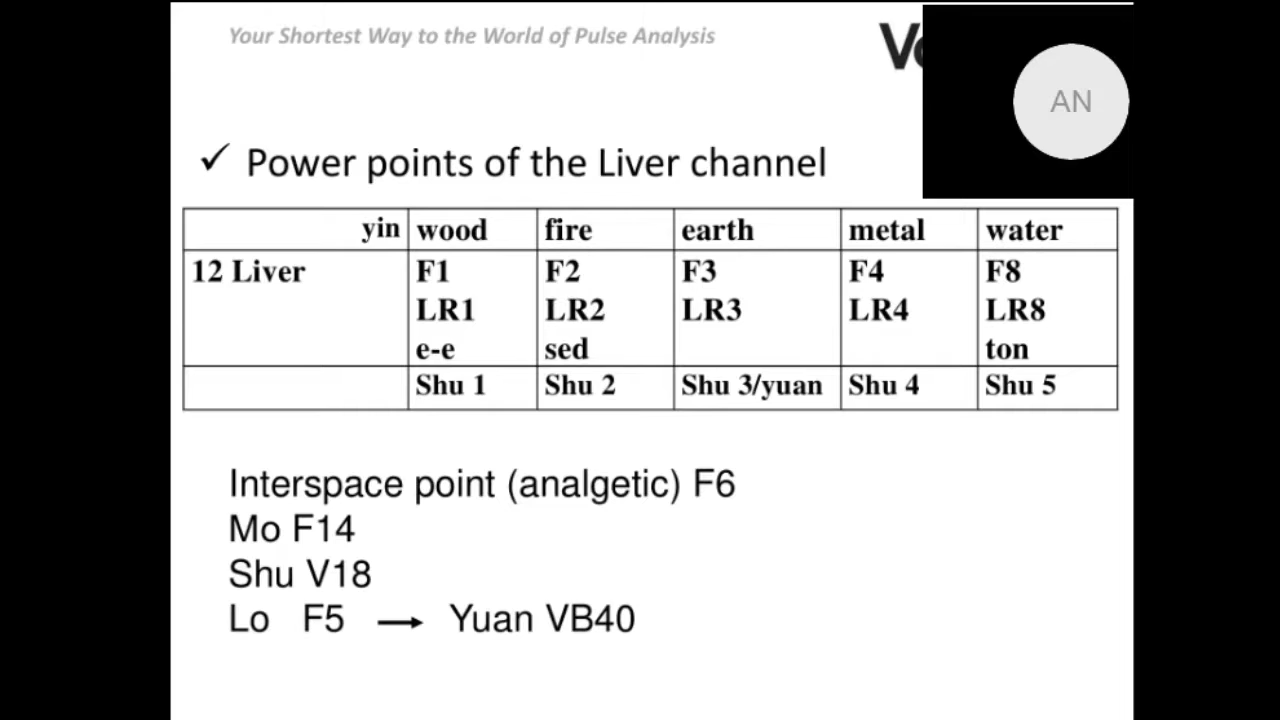 Your Shortest Way to the World of Pulse Analysis
AN
✓ Power points of the Liver channel
yin wood fire earth metal water
12 Liver F1 F2 F3 F4 F8
LR1 LR2 LR3 LR4 LR8
e-e sed ton
Shu 1 Shu 2 Shu 3/yuan Shu 4 Shu 5
Interspace point (analgetic) F6
Mo F14
Shu V18
Lo F5 → Yuan VB40